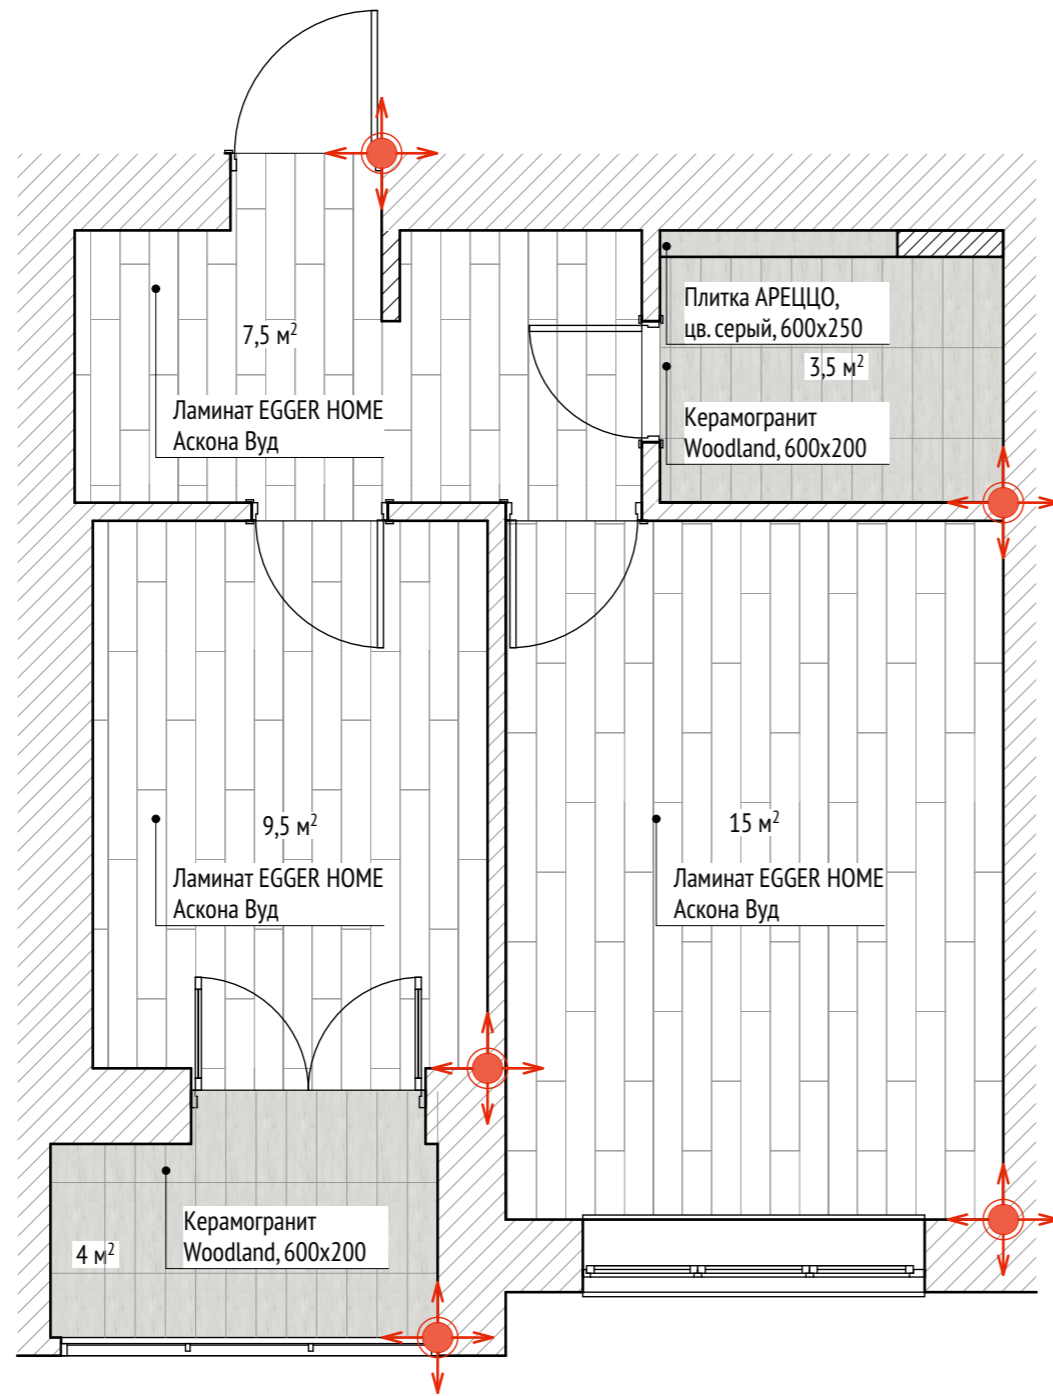 Плитка АРЕЦЦО,
цв. серый, 600х250
7,5 м²
3,5 м²
Ламинат EGGER HOME
Аскона Вуд
Керамогранит
Woodland, 600x200
9,5 м²
15 м²
Ламинат EGGER HOME
Аскона Вуд
Ламинат EGGER HOME
Аскона Вуд
Керамогранит
Woodland, 600x200
4 м²